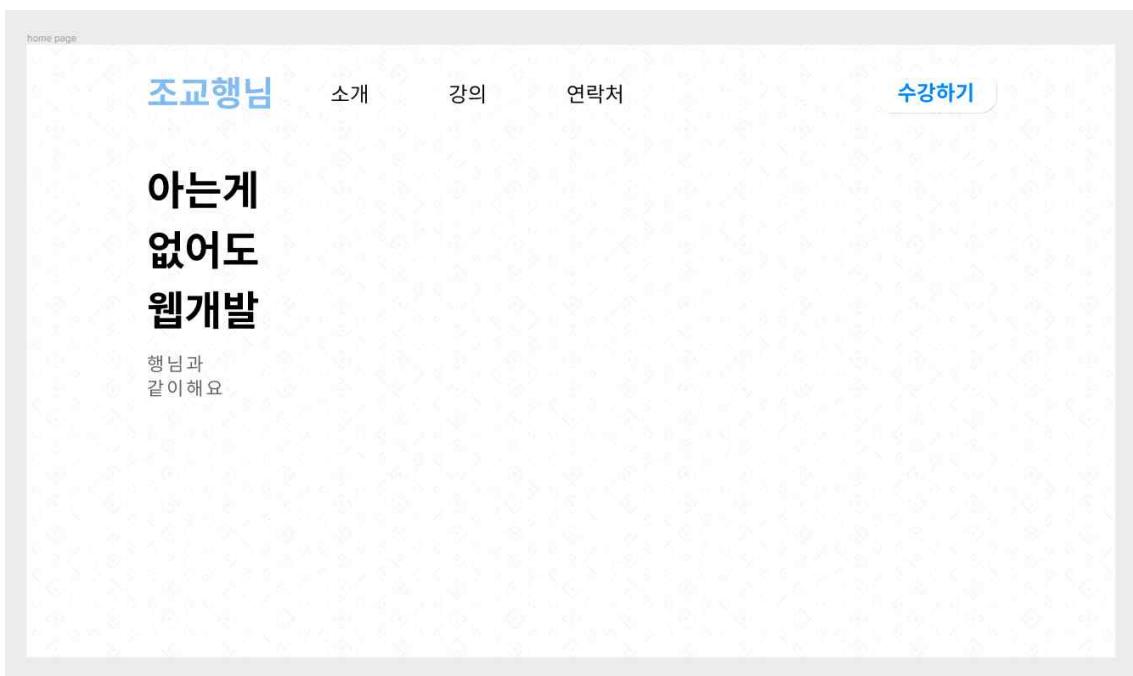 home page
조교행님 소개 강의 연락처 수강하기
아는게
없어도
웹개발
행님과
같이해요